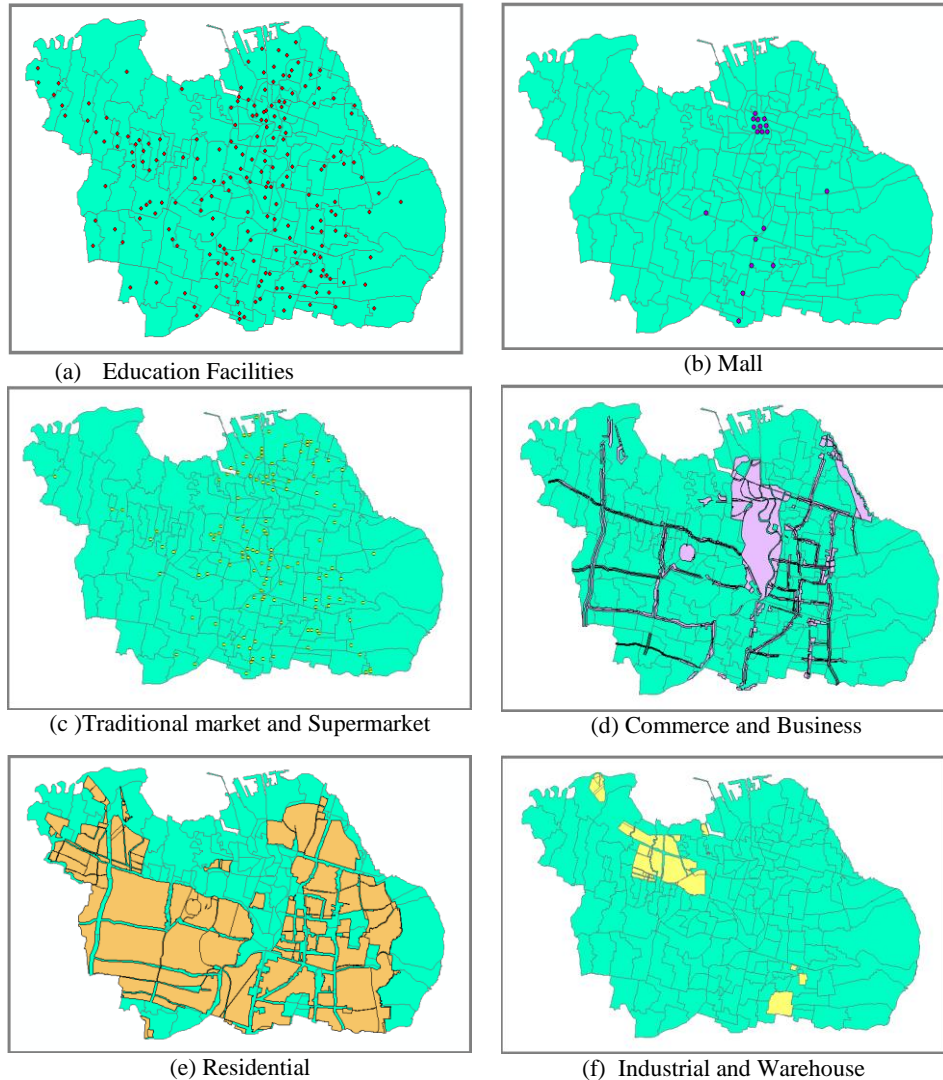 (a) Education Facilities
(b) Mall
(c )Traditional market and Supermarket
(d) Commerce and Business
(e) Residential
(f) Industrial and Warehouse